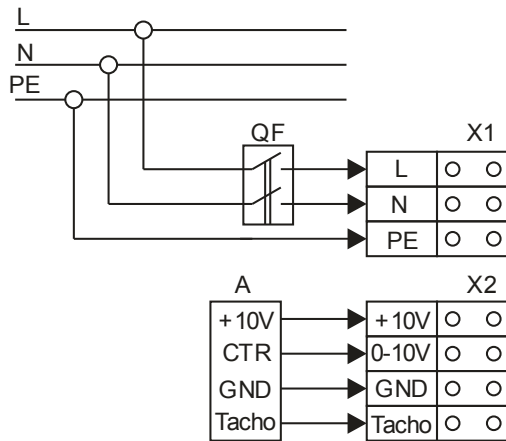 L
N
PE
QF X1
L
N
PE
A X2
+10V +10V
CTR 0-10V
GND GND
Tacho Tacho